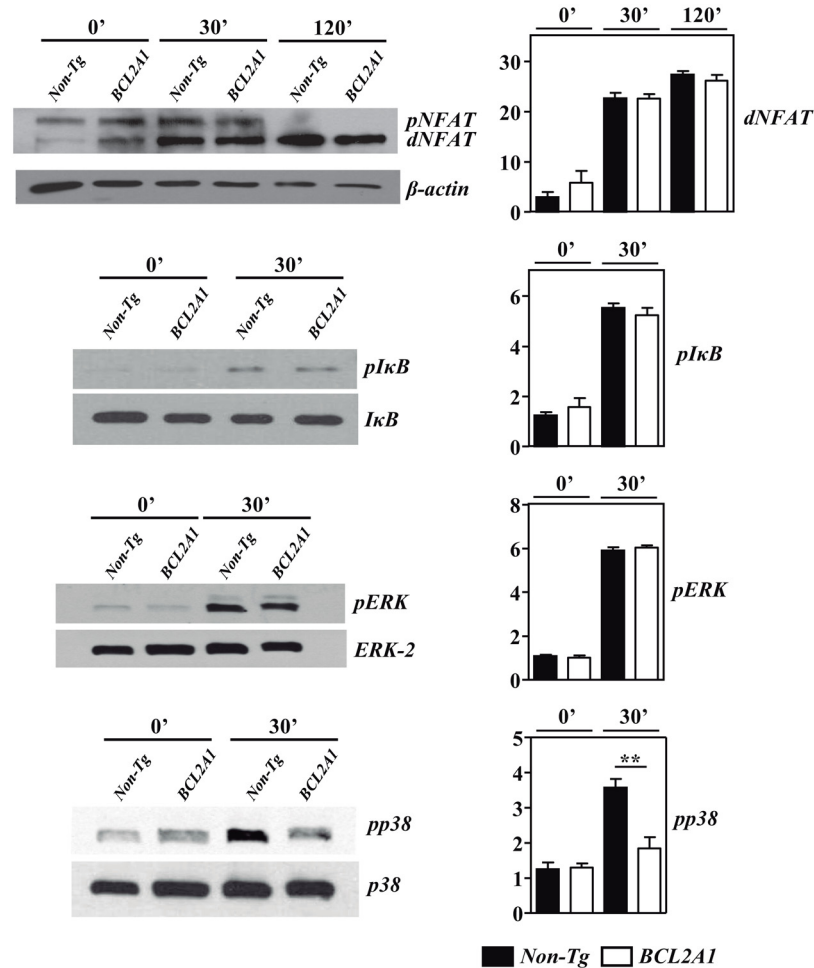 0’ 30’ 120’
Non-Tg BCL2A1 Non-Tg BCL2A1 Non-Tg BCL2A1
pNFAT
dNFAT
β-actin
0’ 30’ 120’
30
20
10
0
dNFAT
0’ 30’
Non-Tg BCL2A1 Non-Tg BCL2A1
pIκB
IκB
0’ 30’
6
4
2
0
pIκB
0’ 30’
Non-Tg BCL2A1 Non-Tg BCL2A1
pERK
ERK-2
0’ 30’
8
6
4
2
0
pERK
0’ 30’
Non-Tg BCL2A1 Non-Tg BCL2A1
pp38
p38
0’ 30’
5
4
3
2
1
0
**
pp38
Non-Tg BCL2A1